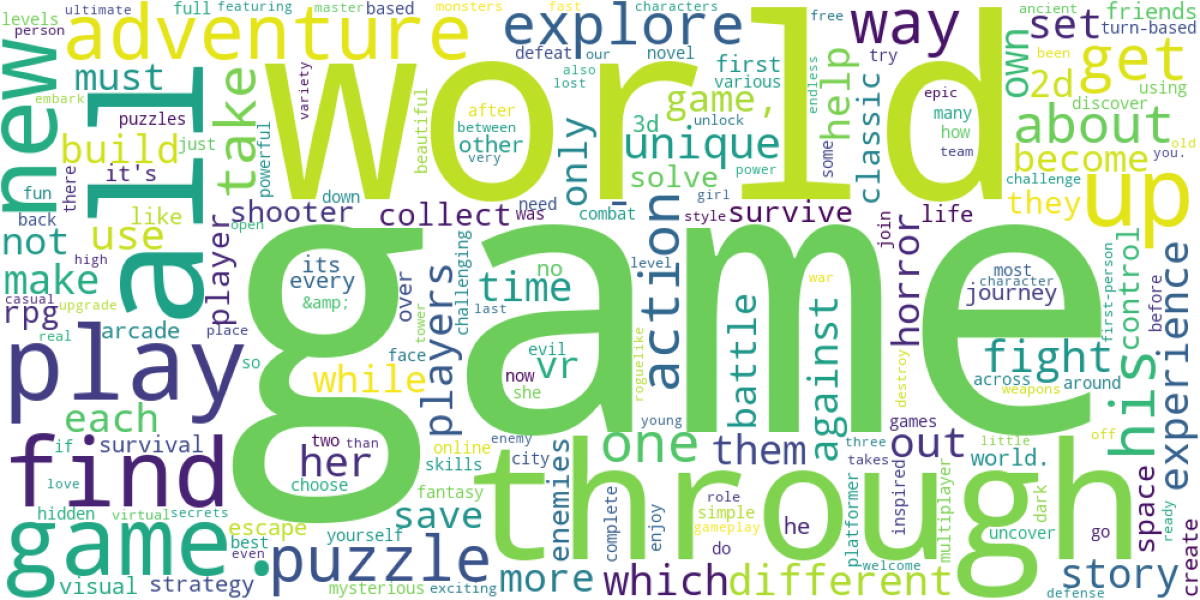 levels
ultimate
full
featuring
master
based
monsters
fast
characters
free
ancient
friends
person
adventure
explore
defeat
our
novel
way
set
been
turn-based
try
new
must
all
world
variety
also
lost
first
various
endless
help
classic
epic
own
2d
get
using
embark
take
beautiful
after
game,
3d
unlock
some
many
discover
puzzles
just
between
other
very
only
unique
power
how
team
about
old
you.
build
it's
powerful
solve
become
challenge
up
fun
there
down
need
girl
back
like
shooter
collect
was
combat
style
survive
join
life
they
not
use
open
player
its
every
&amp;
over
challenging
no
time
action
level
war
horror
most
character
journey
first-person
control
his
before
make
high
casual
upgrade
place
rpg
arcade
real
so
tower
last
players
battle
against
fight
across
around
experience
play
game
face
evil
vr
now
she
while
roguelike
destroy
weapons
each
young
games
little
off
if
survival
two
than
online
enemy
one
them
three
out
world.
find
her
skills
city
enemies
through
takes
inspired
love
choose
hidden
virtual
secrets
fantasy
save
complete
enjoy
role
simple
gameplay
do
he
platformer
multiplayer
uncover
dark
space
ready
go
create
game.
escape
best
even
yourself
puzzle
mysterious
exciting
more
which
different
welcome
story
defense
visual
strategy